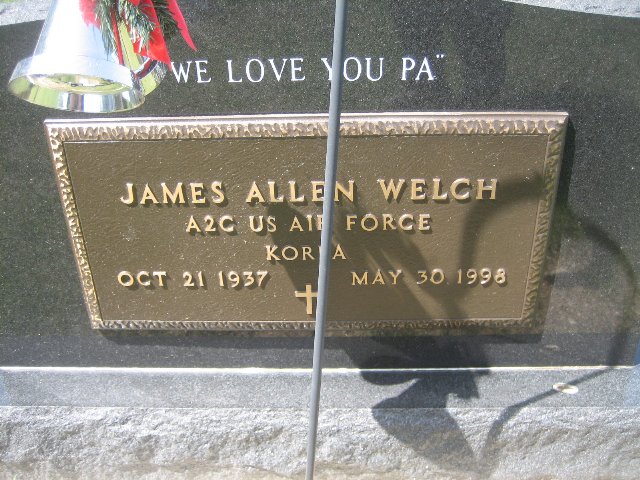 "WE LOVE YOU PA"
JAMES ALLEN WELCH
A2C US AIR FORCE
KOREA
OCT 21 1937 MAY 30 1998